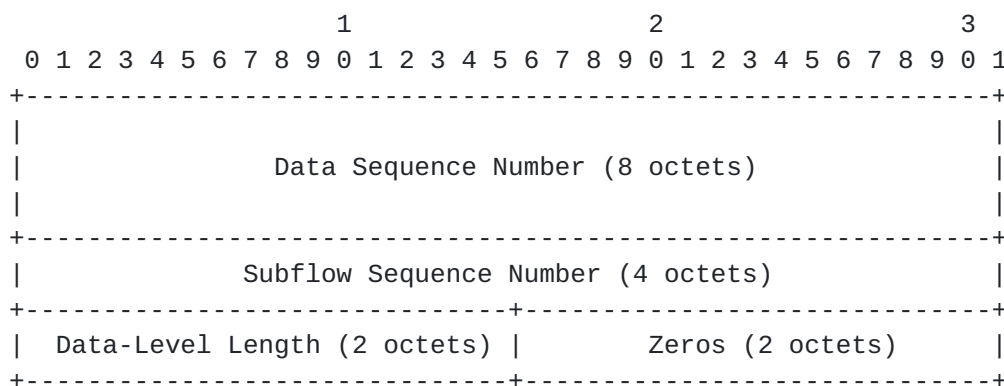 1                   2                   3
 0 1 2 3 4 5 6 7 8 9 0 1 2 3 4 5 6 7 8 9 0 1 2 3 4 5 6 7 8 9 0 1
+--------------------------------------------------------------+
|                                                              |
|                Data Sequence Number (8 octets)               |
|                                                              |
+--------------------------------------------------------------+
|              Subflow Sequence Number (4 octets)              |
+-------------------------------+------------------------------+
|  Data-Level Length (2 octets) |        Zeros (2 octets)      |
+-------------------------------+------------------------------+